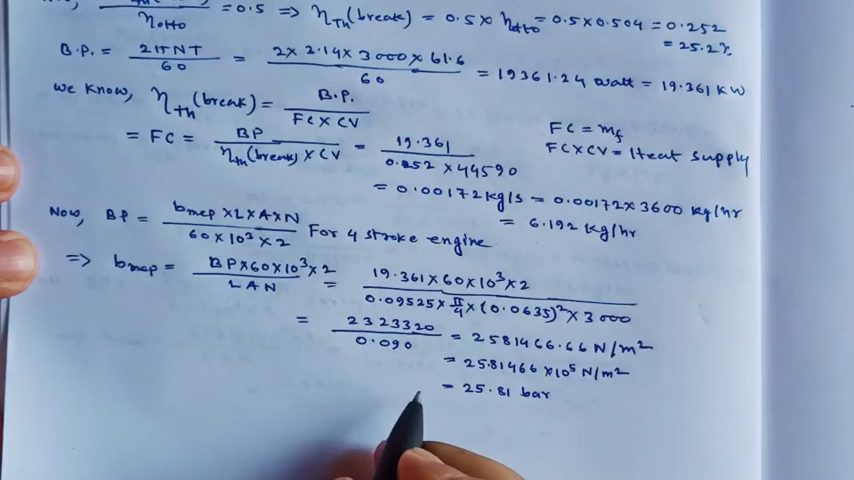 /ηotto = 0.5 ⇒ ηTh(break) = 0.5 × ηotto = 0.5 × 0.504 = 0.252
= 25.2%
B.P. = 2πNT/60 = 2 × 2.14 × 3000 × 61.6/60 = 19361.24 watt = 19.361 KW
We know, ηth(break) = B.P./FC × CV
FC = mf
= FC = BP/ηth(break) × CV = 19.361/0.252 × 44590
FC × CV = Heat supply
= 0.00172 kg/s = 0.00172 × 3600 kg/hr
= 6.192 kg/hr
Now, BP = bmep × L × A × N/60 × 10³ × 2 For 4 stroke engine
⇒ bmep = BP × 60 × 10³ × 2/LAN = 19.361 × 60 × 10³ × 2/0.09525 × π/4 × (0.0635)² × 3000
= 2323320/0.090 = 2581466.66 N/m²
= 25.81466 × 10⁵ N/m²
= 25.81 bar